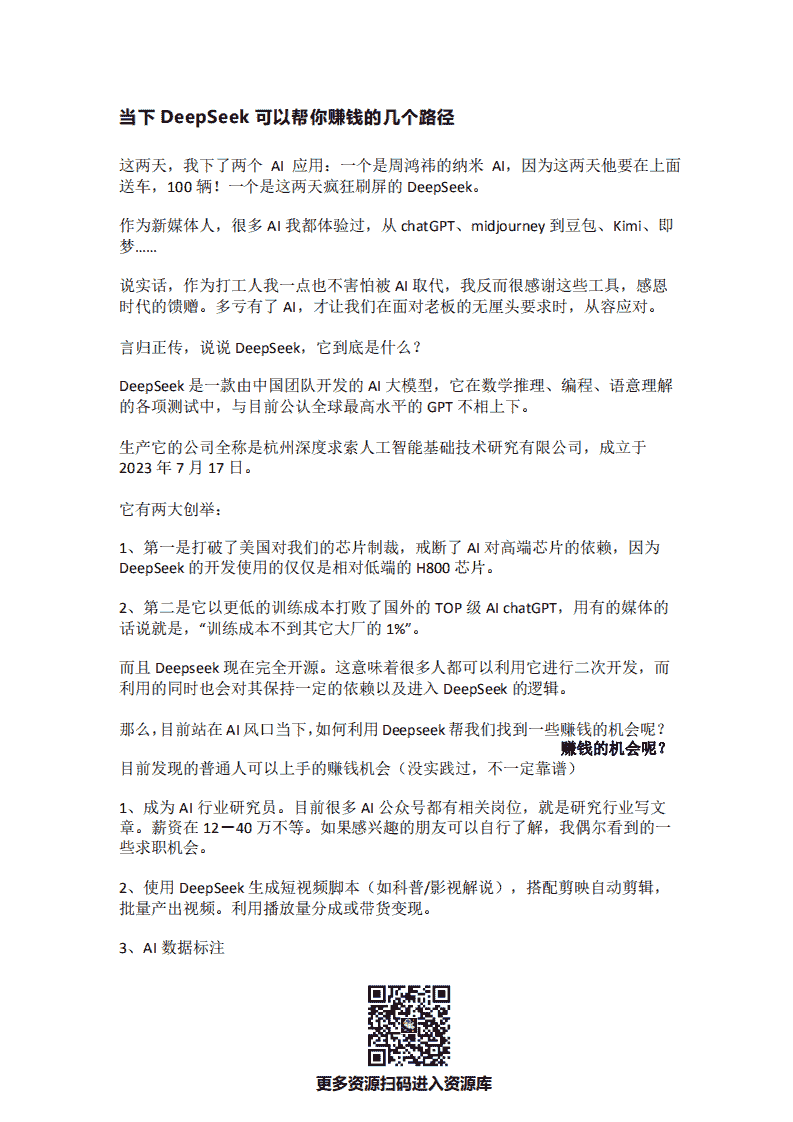 当下 DeepSeek 可以帮你赚钱的几个路径
这两天，我下了两个 AI 应用：一个是周鸿祎的纳米 AI，因为这两天他要在上面
送车，100 辆！一个是这两天疯狂刷屏的 DeepSeek。
作为新媒体人，很多 AI 我都体验过，从 chatGPT、midjourney 到豆包、Kimi、即
梦……
说实话，作为打工人我一点也不害怕被 AI 取代，我反而很感谢这些工具，感恩
时代的馈赠。多亏有了 AI，才让我们在面对老板的无厘头要求时，从容应对。
言归正传，说说 DeepSeek，它到底是什么？
DeepSeek 是一款由中国团队开发的 AI 大模型，它在数学推理、编程、语意理解
的各项测试中，与目前公认全球最高水平的 GPT 不相上下。
生产它的公司全称是杭州深度求索人工智能基础技术研究有限公司，成立于
2023 年 7 月 17 日。
它有两大创举：
1、第一是打破了美国对我们的芯片制裁，戒断了 AI 对高端芯片的依赖，因为
DeepSeek 的开发使用的仅仅是相对低端的 H800 芯片。
2、第二是它以更低的训练成本打败了国外的 TOP 级 AI chatGPT，用有的媒体的
话说就是，“训练成本不到其它大厂的 1%”。
而且 Deepseek 现在完全开源。这意味着很多人都可以利用它进行二次开发，而
利用的同时也会对其保持一定的依赖以及进入 DeepSeek 的逻辑。
那么，目前站在 AI 风口当下，如何利用 Deepseek 帮我们找到一些赚钱的机会呢？
赚钱的机会呢？
目前发现的普通人可以上手的赚钱机会（没实践过，不一定靠谱）
1、成为 AI 行业研究员。目前很多 AI 公众号都有相关岗位，就是研究行业写文
章。薪资在 12－40 万不等。如果感兴趣的朋友可以自行了解，我偶尔看到的一
些求职机会。
2、使用 DeepSeek 生成短视频脚本（如科普/影视解说），搭配剪映自动剪辑，
批量产出视频。利用播放量分成或带货变现。
3、AI 数据标注
更多资源扫码进入资源库